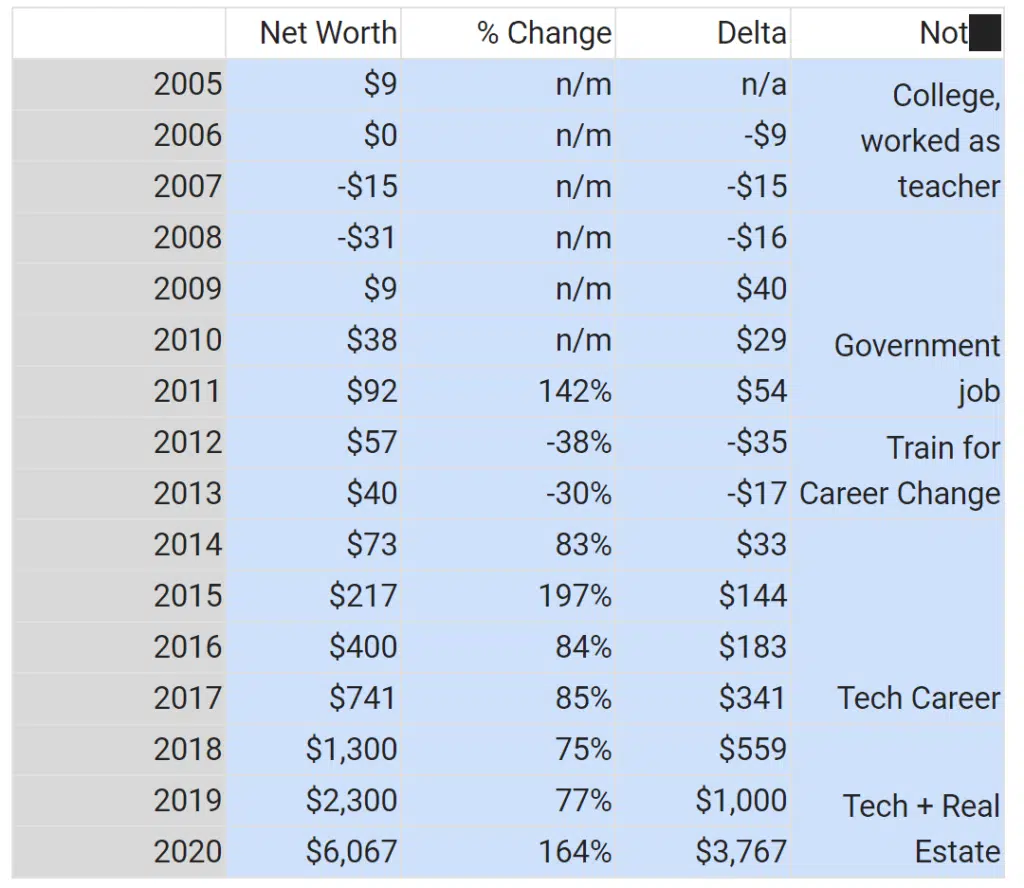 Net Worth % Change Delta Not
2005 $9 n/m n/a College,
2006 $0 n/m -$9 worked as
2007 -$15 n/m -$15 teacher
2008 -$31 n/m -$16
2009 $9 n/m $40
2010 $38 n/m $29 Government
2011 $92 142% $54 job
2012 $57 -38% -$35 Train for
2013 $40 -30% -$17 Career Change
2014 $73 83% $33
2015 $217 197% $144
2016 $400 84% $183
2017 $741 85% $341 Tech Career
2018 $1,300 75% $559
2019 $2,300 77% $1,000 Tech + Real
2020 $6,067 164% $3,767 Estate